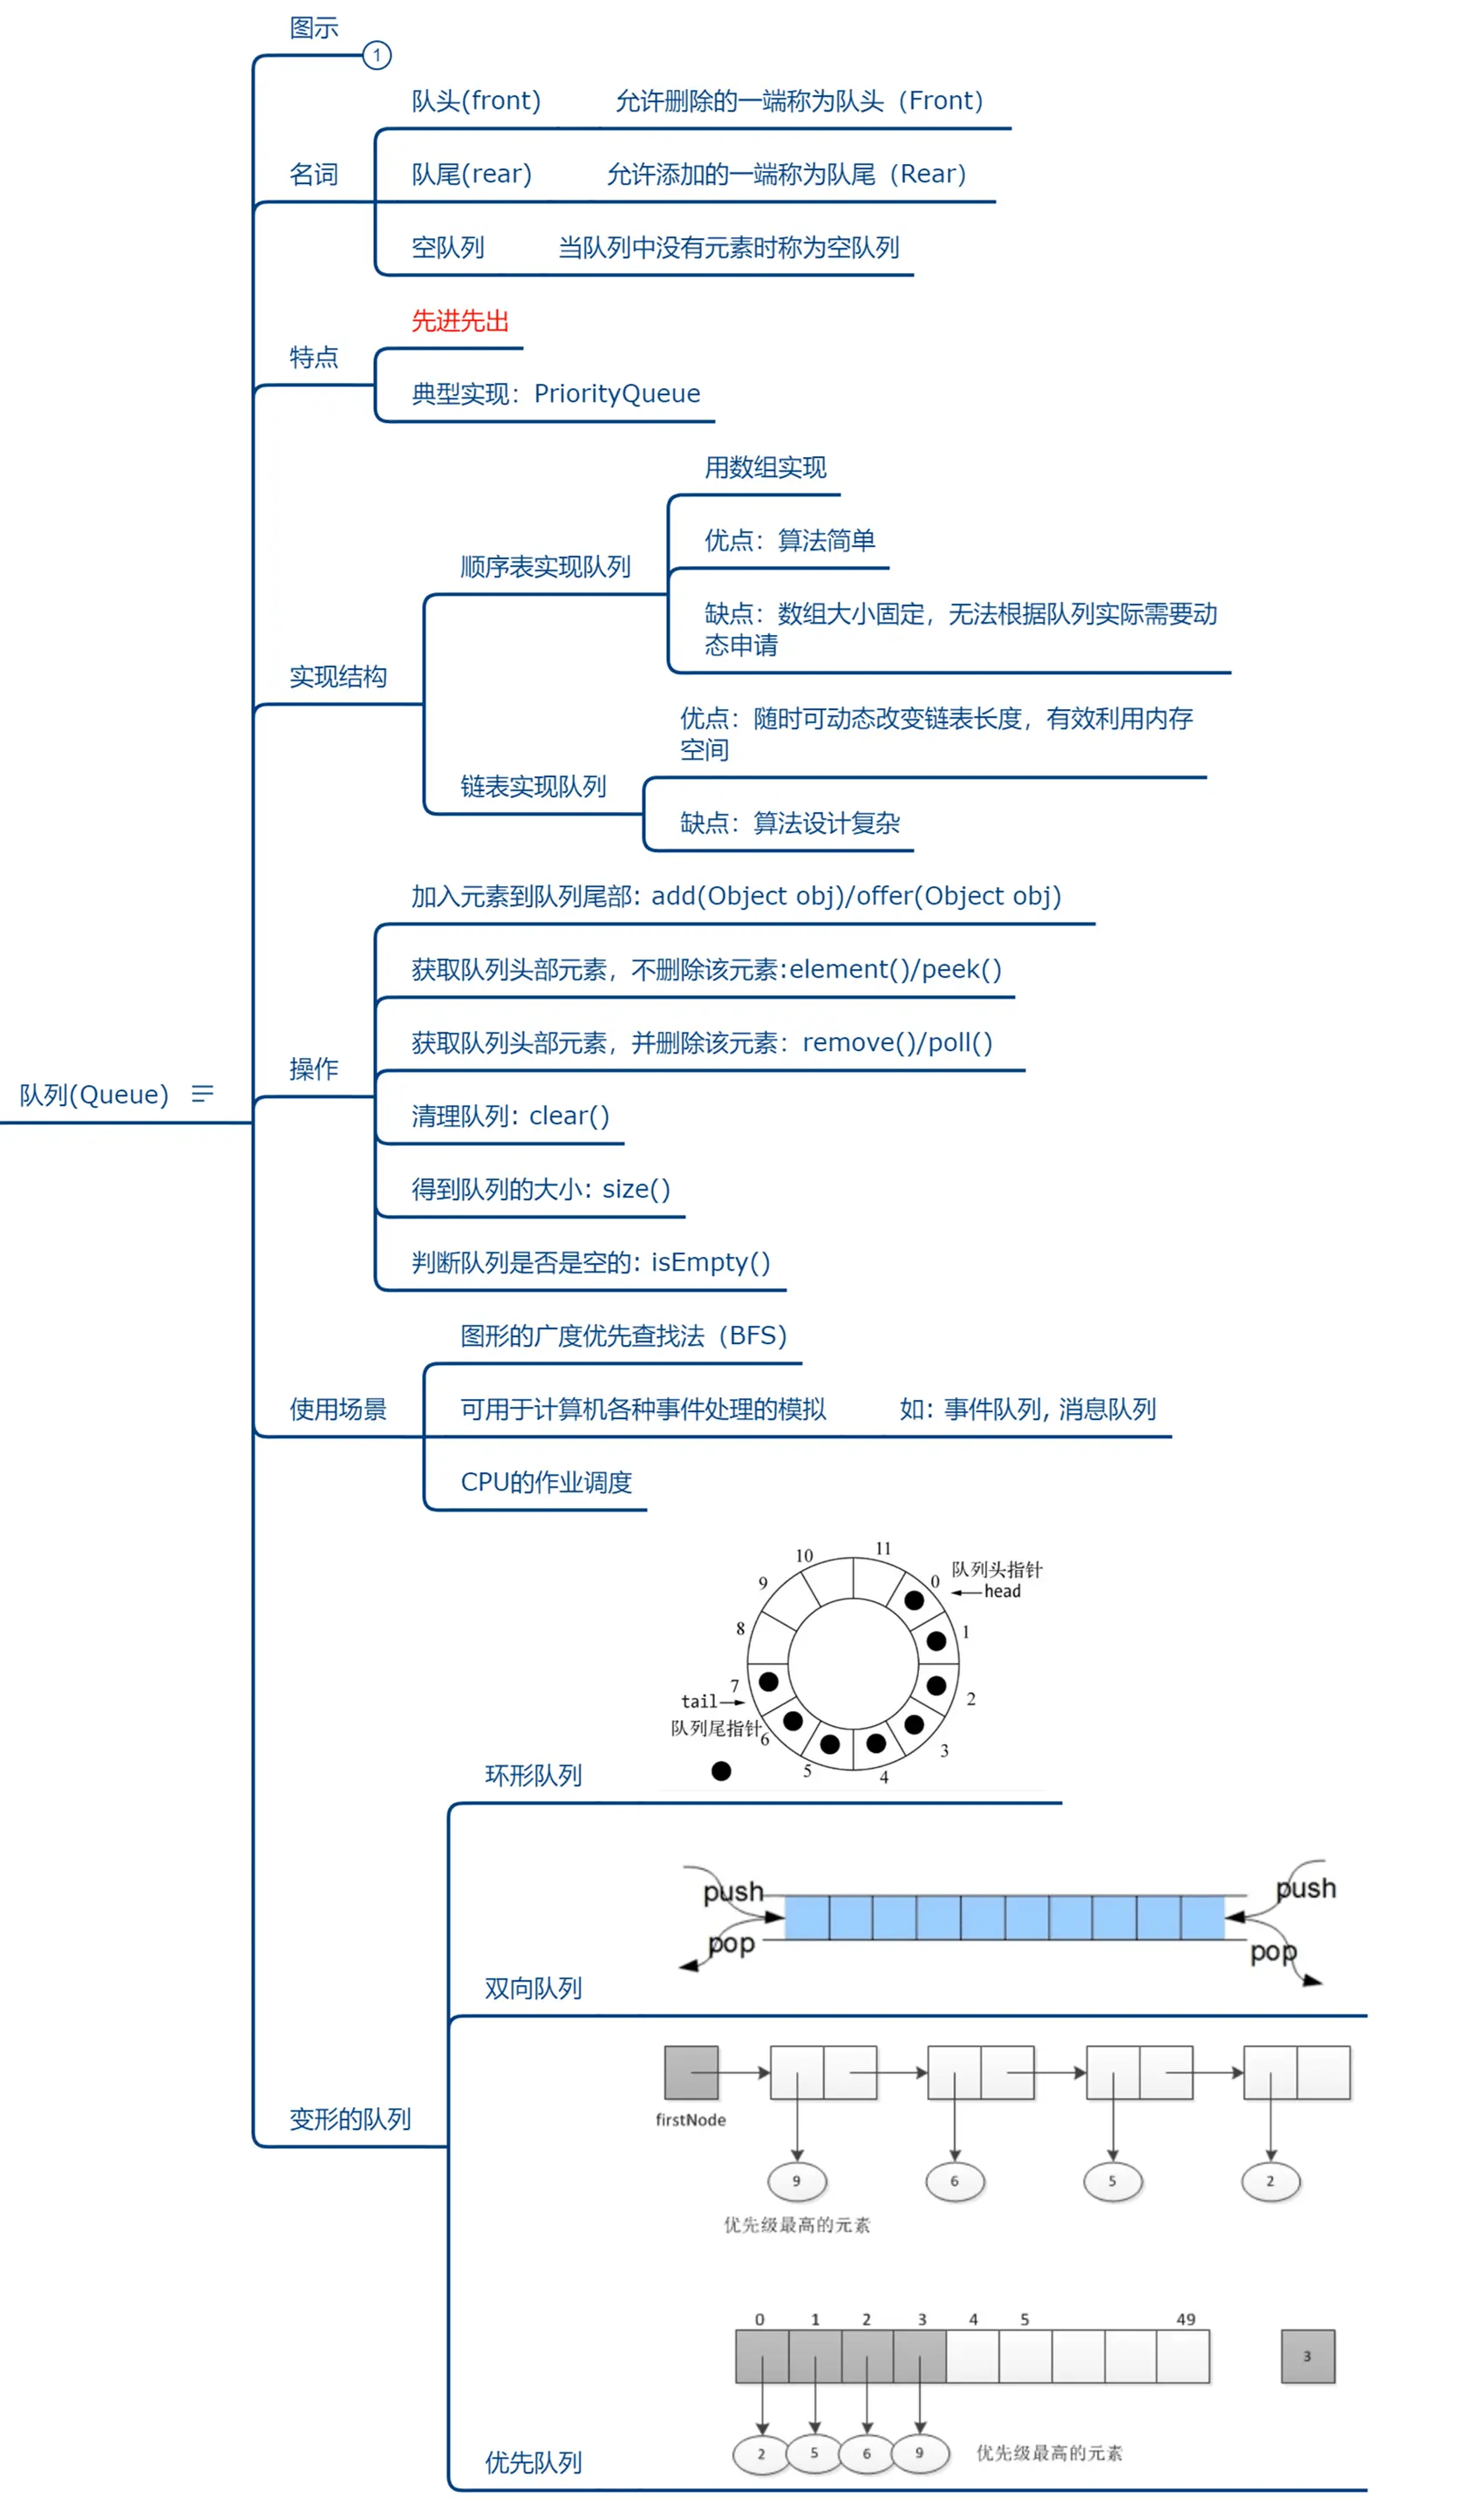 图示
1
队头(front)
允许删除的一端称为队头（Front）
名词
队尾(rear)
允许添加的一端称为队尾（Rear）
空队列
当队列中没有元素时称为空队列
先进先出
特点
典型实现：PriorityQueue
用数组实现
优点：算法简单
顺序表实现队列
缺点：数组大小固定，无法根据队列实际需要动
态申请
实现结构
优点：随时可动态改变链表长度，有效利用内存
空间
链表实现队列
缺点：算法设计复杂
加入元素到队列尾部: add(Object obj)/offer(Object obj)
获取队列头部元素，不删除该元素:element()/peek()
获取队列头部元素，并删除该元素：remove()/poll()
操作
队列(Queue)
清理队列: clear()
得到队列的大小: size()
判断队列是否是空的: isEmpty()
图形的广度优先查找法（BFS)
使用场景
可用于计算机各种事件处理的模拟
如: 事件队列, 消息队列
CPU的作业调度
10
11
9
0
队列头指针
head
8
1
7
tail
2
队列尾指针
6
3
5
4
环形队列
push
push
pop
pop
双向队列
firstNode
变形的队列
9
6
5
2
优先级最高的元素
0
1
2
3
4
5
49
3
2
5
6
9
优先级最高的元素
优先队列